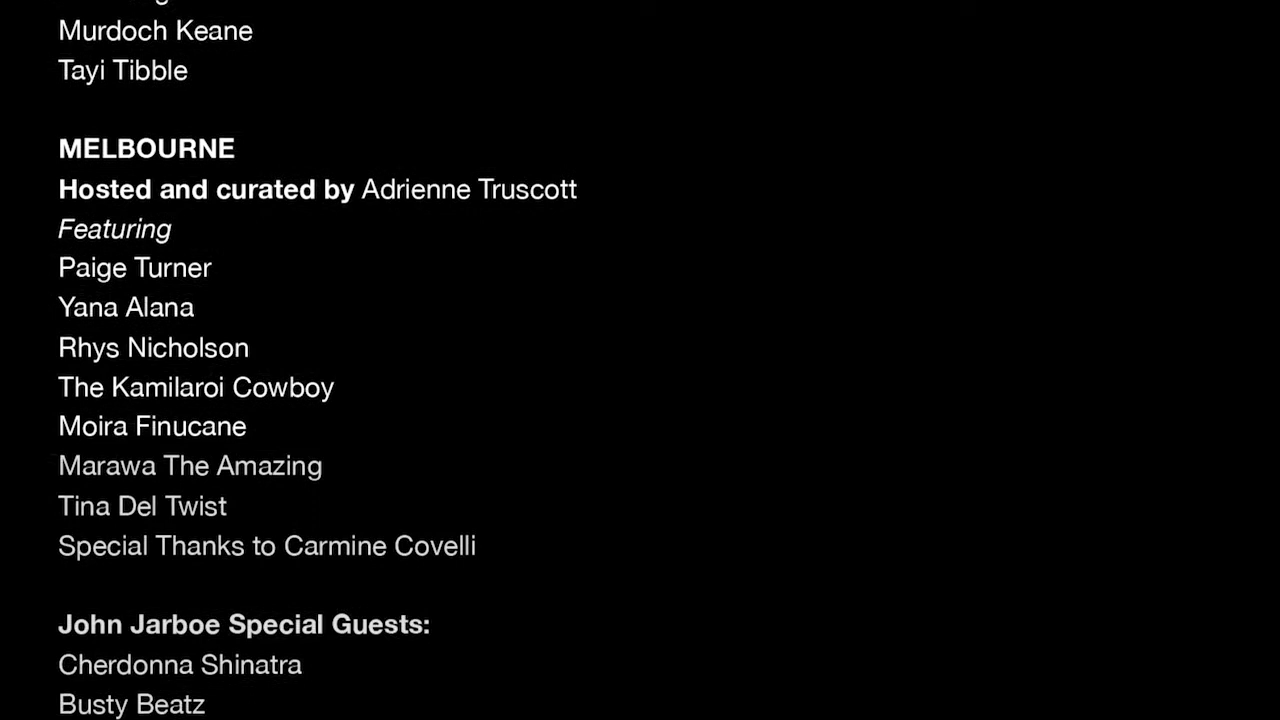 Murdoch Keane
Tayi Tibble
MELBOURNE
Hosted and curated by Adrienne Truscott
Featuring
Paige Turner
Yana Alana
Rhys Nicholson
The Kamilaroi Cowboy
Moira Finucane
Marawa The Amazing
Tina Del Twist
Special Thanks to Carmine Covelli
John Jarboe Special Guests:
Cherdonna Shinatra
Busty Beatz